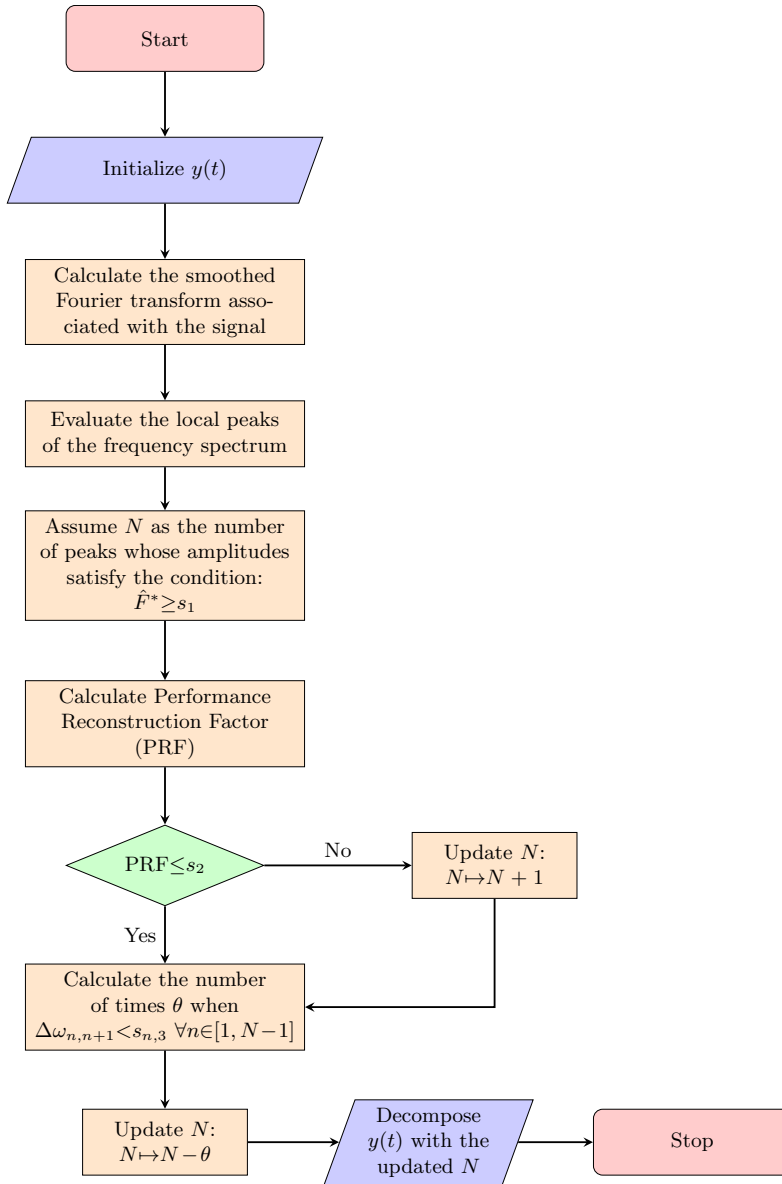 Start
Initialize y(t)
Calculate the smoothed
Fourier transform asso-
ciated with the signal
Evaluate the local peaks
of the frequency spectrum
Assume N as the number
of peaks whose amplitudes
satisfy the condition:
F̂*≥s₁
Calculate Performance
Reconstruction Factor
(PRF)
PRF≤s₂
No
Update N:
N↦N + 1
Yes
Calculate the number
of times θ when
Δωₙ,ₙ₊₁<sₙ,₃ ∀n∈[1, N−1]
Update N:
N↦N−θ
Decompose
y(t) with the
updated N
Stop